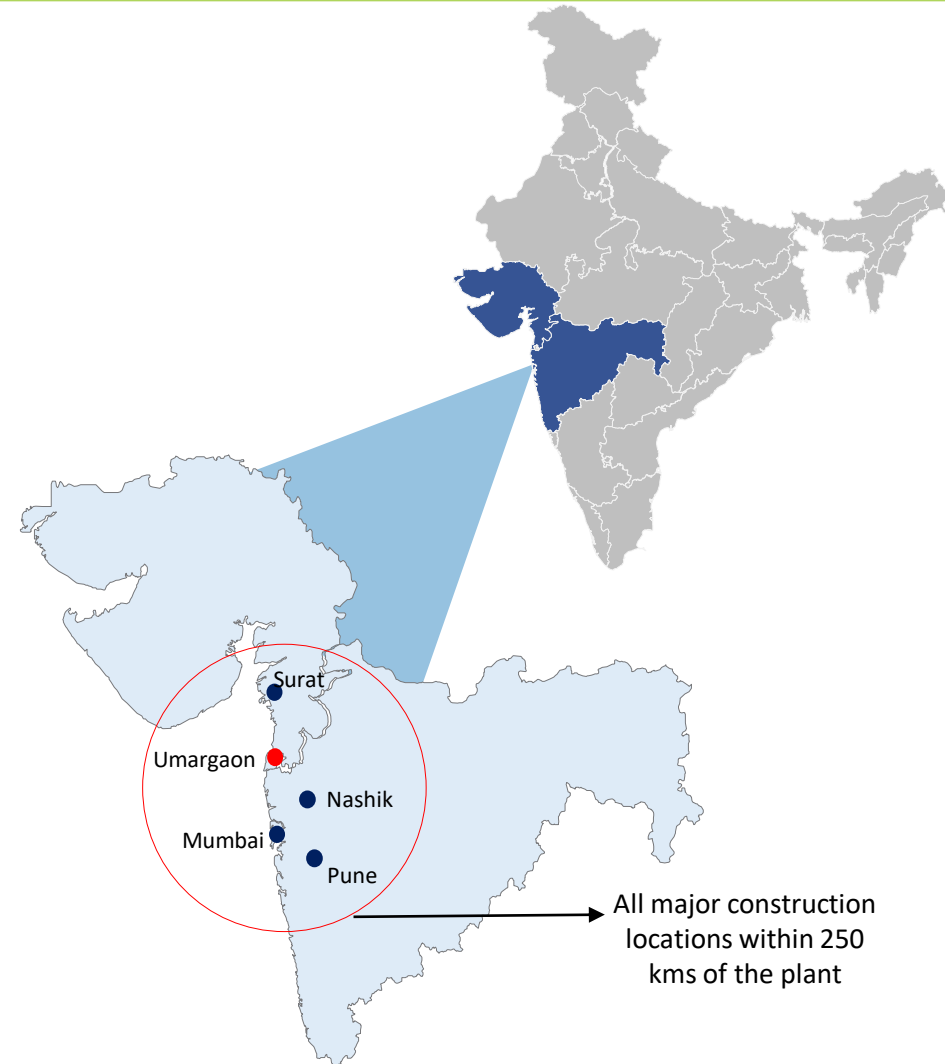 Surat
Umargaon
Nashik
Mumbai
Pune
All major construction
locations within 250
kms of the plant